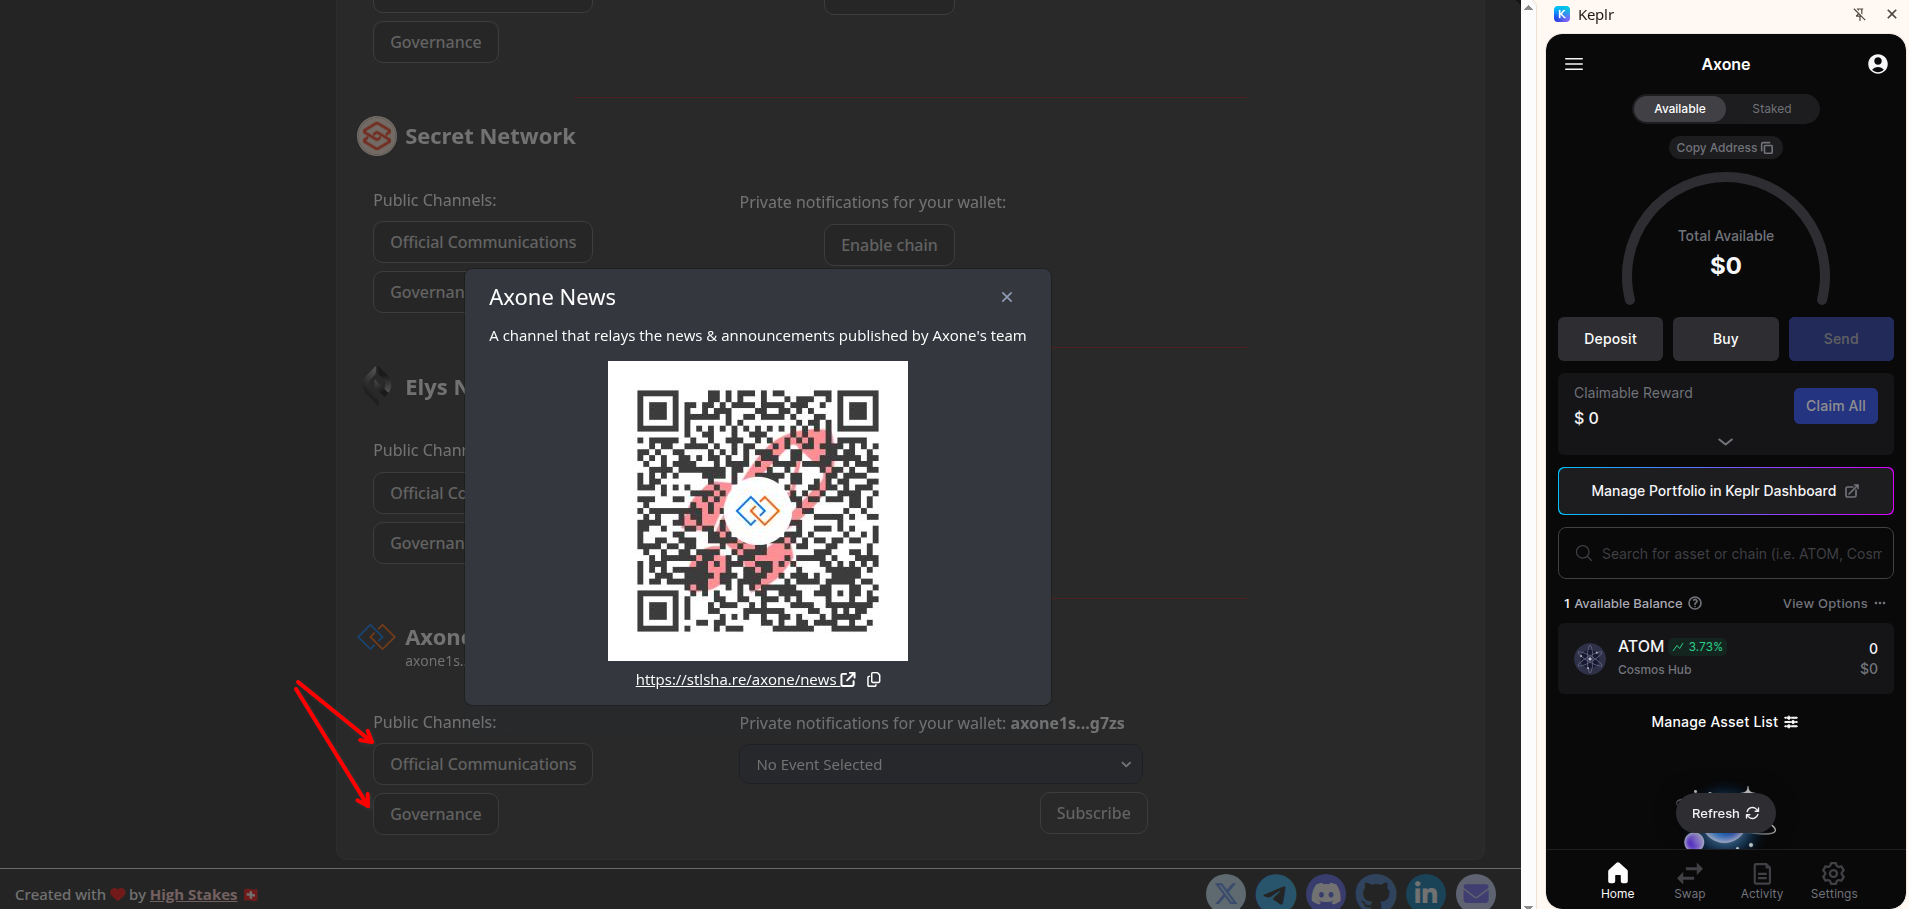 Governance
Secret Network
Public Channels:
Private notifications for your wallet:
Official Communications
Enable chain
Governan
Axone News
A channel that relays the news & announcements published by Axone's team
Elys N
Public Chann
Official Co
Governan
https://stlsha.re/axone/news
Axone
axone1s..
Public Channels:
Private notifications for your wallet: axone1s...g7zs
Official Communications
No Event Selected
Governance
Subscribe
Created with by High Stakes
Keplr
Axone
Available
Staked
Copy Address
Total Available
$0
Deposit
Buy
Send
Claimable Reward
$ 0
Claim All
Manage Portfolio in Keplr Dashboard
Search for asset or chain (i.e. ATOM, Cosm
1 Available Balance
View Options
ATOM 3.73%
0
Cosmos Hub
$0
Manage Asset List
Refresh
Home
Swap
Activity
Settings